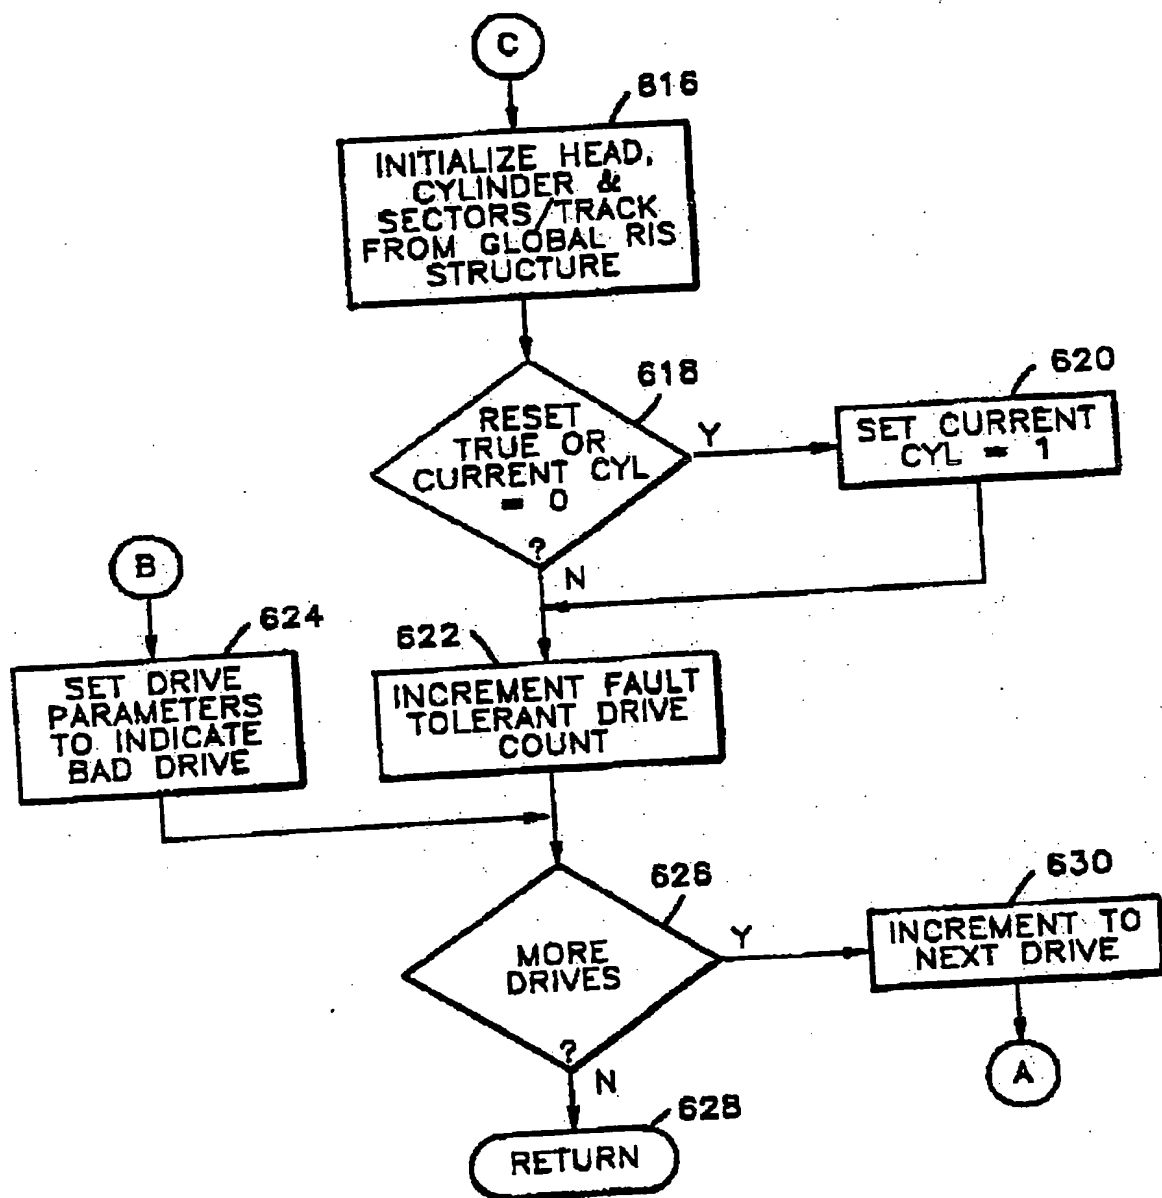 C
616
INITIALIZE HEAD,
CYLINDER &
SECTORS/TRACK
FROM GLOBAL RIS
STRUCTURE
618
RESET
TRUE OR
CURRENT CYL
= 0
?
Y
N
620
SET CURRENT
CYL = 1
B
624
SET DRIVE
PARAMETERS
TO INDICATE
BAD DRIVE
622
INCREMENT FAULT
TOLERANT DRIVE
COUNT
626
MORE
DRIVES
?
Y
N
630
INCREMENT TO
NEXT DRIVE
A
628
RETURN